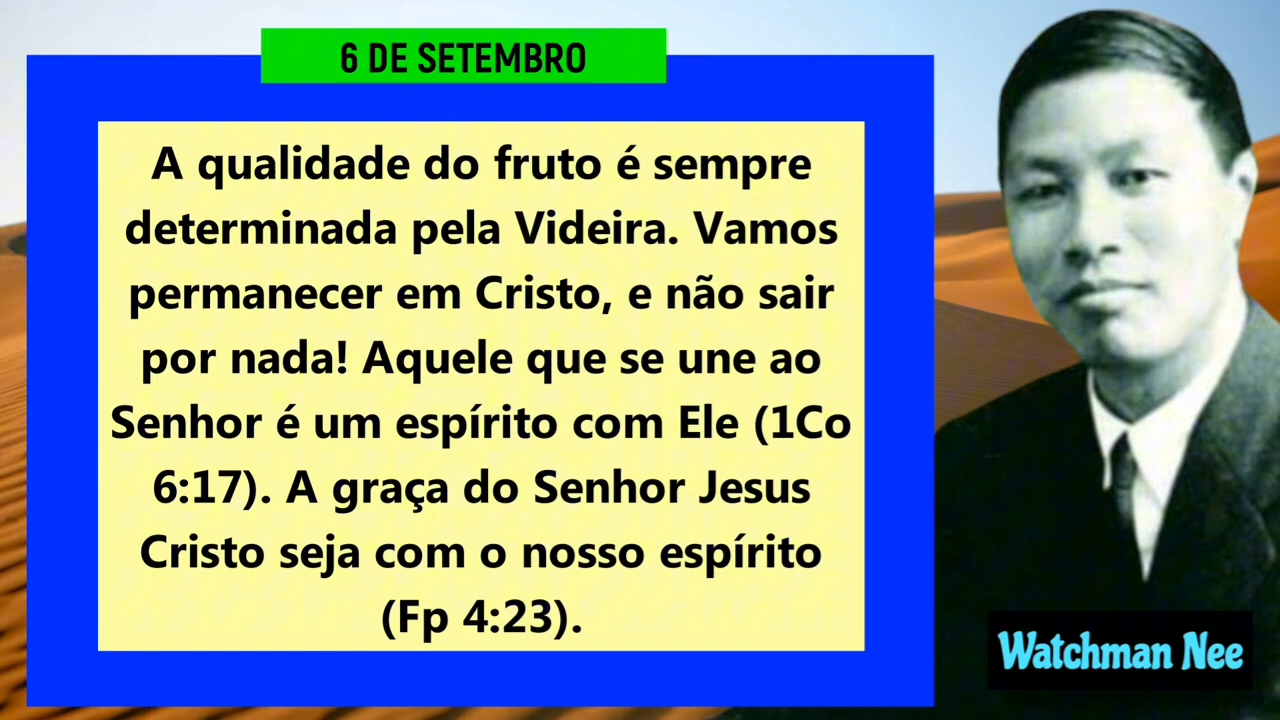 6 DE SETEMBRO
A qualidade do fruto é sempre
determinada pela Videira. Vamos
permanecer em Cristo, e não sair
por nada! Aquele que se une ao
Senhor é um espírito com Ele (1Co
6:17). A graça do Senhor Jesus
Cristo seja com o nosso espírito
(Fp 4:23).
Watchman Nee